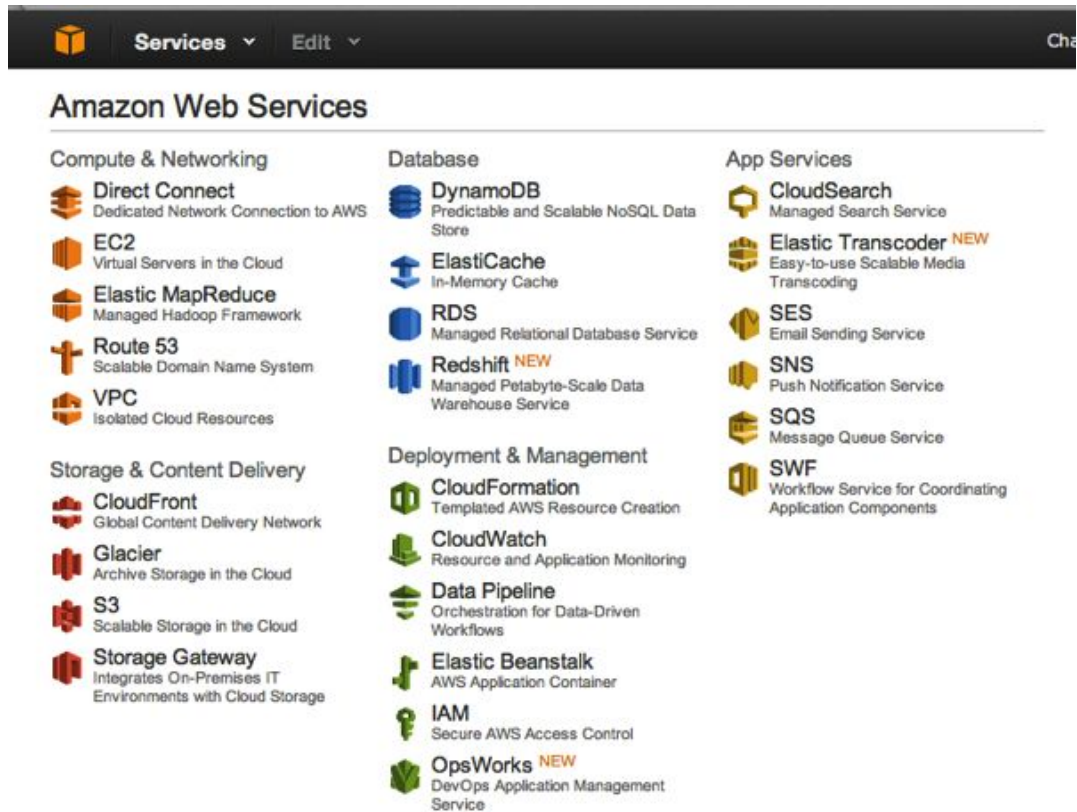 Services Edit
Amazon Web Services
Compute & Networking
Direct Connect
Dedicated Network Connection to AWS
EC2
Virtual Servers in the Cloud
Elastic MapReduce
Managed Hadoop Framework
Route 53
Scalable Domain Name System
VPC
Isolated Cloud Resources
Storage & Content Delivery
CloudFront
Global Content Delivery Network
Glacier
Archive Storage in the Cloud
S3
Scalable Storage in the Cloud
Storage Gateway
Integrates On-Premises IT
Environments with Cloud Storage
Database
DynamoDB
Predictable and Scalable NoSQL Data
Store
ElastiCache
In-Memory Cache
RDS
Managed Relational Database Service
Redshift NEW
Managed Petabyte-Scale Data
Warehouse Service
Deployment & Management
CloudFormation
Templated AWS Resource Creation
CloudWatch
Resource and Application Monitoring
Data Pipeline
Orchestration for Data-Driven
Workflows
Elastic Beanstalk
AWS Application Container
IAM
Secure AWS Access Control
OpsWorks NEW
DevOps Application Management
Service
App Services
CloudSearch
Managed Search Service
Elastic Transcoder NEW
Easy-to-use Scalable Media
Transcoding
SES
Email Sending Service
SNS
Push Notification Service
SQS
Message Queue Service
SWF
Workflow Service for Coordinating
Application Components